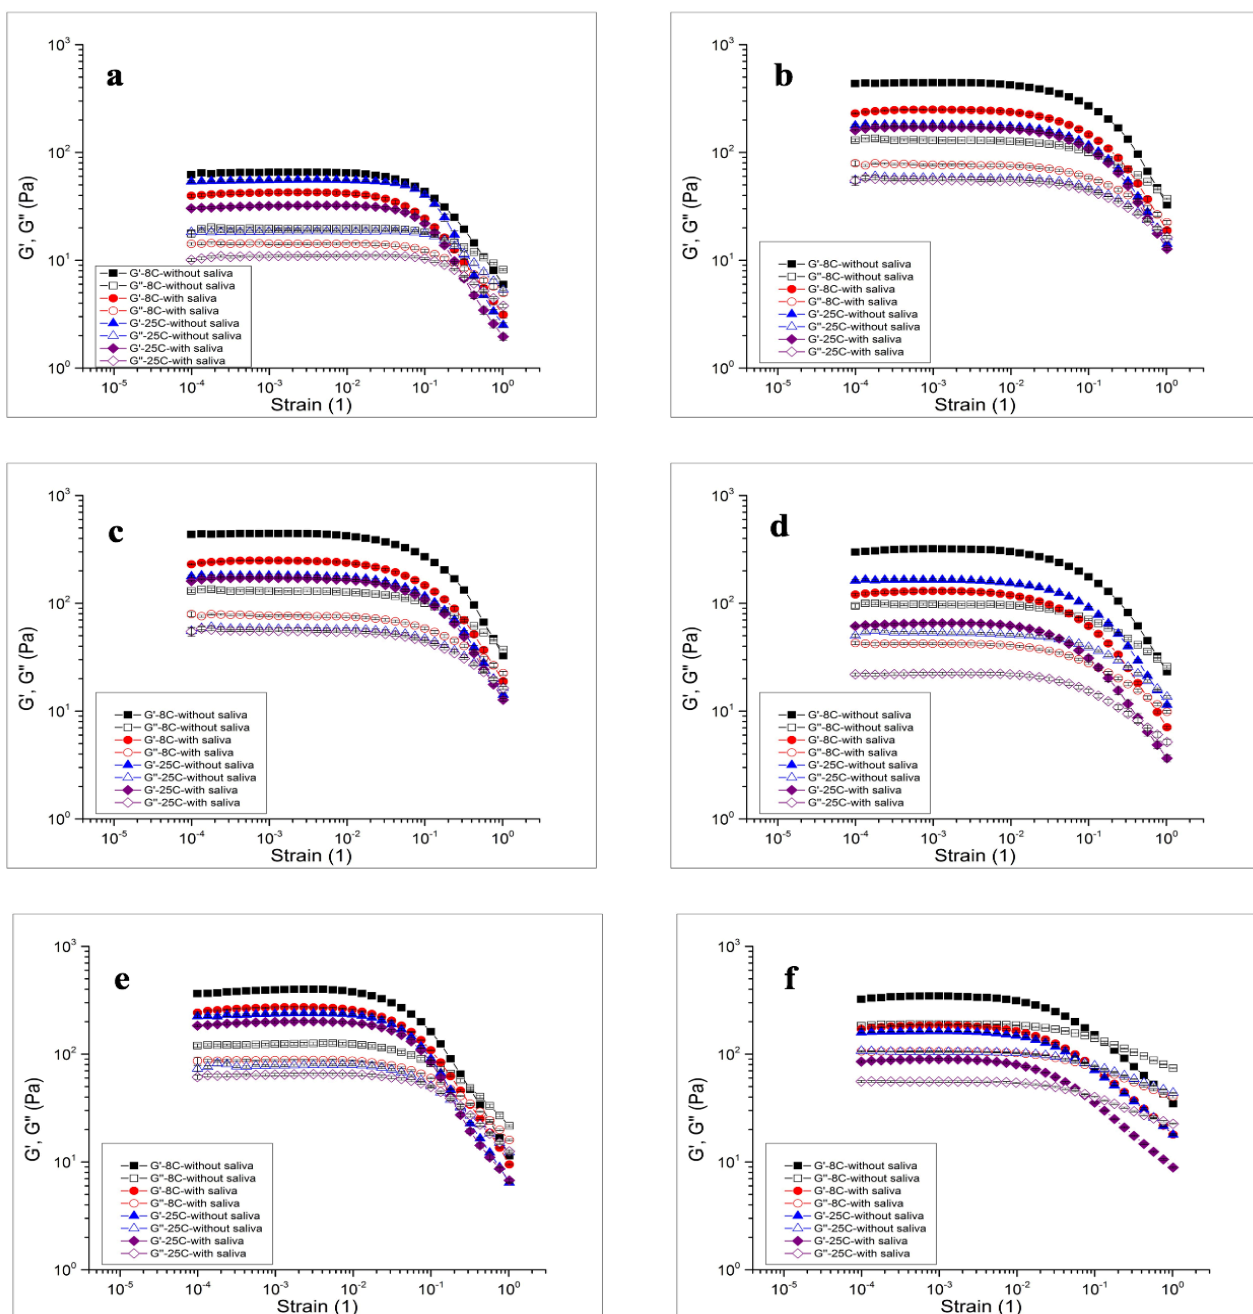 a
10³
10²
10¹
10⁰
G', G" (Pa)
G'-8C-without saliva
G"-8C-without saliva
G'-8C-with saliva
G"-8C-with saliva
G'-25C-without saliva
G"-25C-without saliva
G'-25C-with saliva
G"-25C-with saliva
10⁻⁵ 10⁻⁴ 10⁻³ 10⁻² 10⁻¹ 10⁰
Strain (1)
b
10³
10²
10¹
10⁰
G', G" (Pa)
G'-8C-without saliva
G"-8C-without saliva
G'-8C-with saliva
G"-8C-with saliva
G'-25C-without saliva
G"-25C-without saliva
G'-25C-with saliva
G"-25C-with saliva
10⁻⁵ 10⁻⁴ 10⁻³ 10⁻² 10⁻¹ 10⁰
Strain (1)
c
10³
10²
10¹
10⁰
G', G" (Pa)
G'-8C-without saliva
G"-8C-without saliva
G'-8C-with saliva
G"-8C-with saliva
G'-25C-without saliva
G"-25C-without saliva
G'-25C-with saliva
G"-25C-with saliva
10⁻⁵ 10⁻⁴ 10⁻³ 10⁻² 10⁻¹ 10⁰
Strain (1)
d
10³
10²
10¹
10⁰
G', G" (Pa)
G'-8C-without saliva
G"-8C-without saliva
G'-8C-with saliva
G"-8C-with saliva
G'-25C-without saliva
G"-25C-without saliva
G'-25C-with saliva
G"-25C-with saliva
10⁻⁵ 10⁻⁴ 10⁻³ 10⁻² 10⁻¹ 10⁰
Strain (1)
e
10³
10²
10¹
10⁰
G', G" (Pa)
G'-8C-without saliva
G"-8C-without saliva
G'-8C-with saliva
G"-8C-with saliva
G'-25C-without saliva
G"-25C-without saliva
G'-25C-with saliva
G"-25C-with saliva
10⁻⁵ 10⁻⁴ 10⁻³ 10⁻² 10⁻¹ 10⁰
Strain (1)
f
10³
10²
10¹
10⁰
G', G" (Pa)
G'-8C-without saliva
G"-8C-without saliva
G'-8C-with saliva
G"-8C-with saliva
G'-25C-without saliva
G"-25C-without saliva
G'-25C-with saliva
G"-25C-with saliva
10⁻⁵ 10⁻⁴ 10⁻³ 10⁻² 10⁻¹ 10⁰
Strain (1)